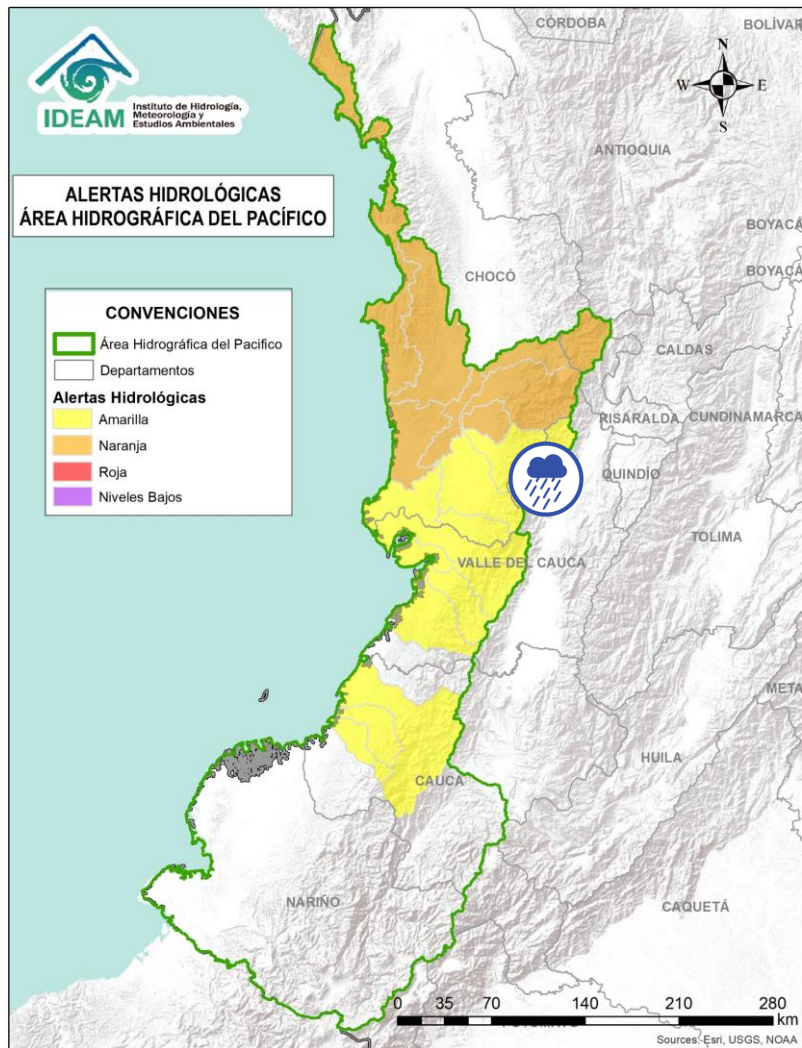 IDEAM
Instituto de Hidrología,
Meteorología y
Estudios Ambientales
ALERTAS HIDROLÓGICAS
ÁREA HIDROGRÁFICA DEL PACÍFICO
CONVENCIONES
Área Hidrográfica del Pacifico
Departamentos
Alertas Hidrológicas
Amarilla
Naranja
Roja
Niveles Bajos
N
W E
S
CÓRDOBA
BOLÍVAR
ANTIOQUIA
BOYACÁ
BOYACÁ
CHOCÓ
CALDAS
RISARALDA
CUNDINAMARCA
QUINDÍO
TOLIMA
VALLE DEL CAUCA
META
HUILA
CAUCA
NARIÑO
CAQUETÁ
0 35 70 140 210 280
km
Sources: Esri, USGS, NOAA